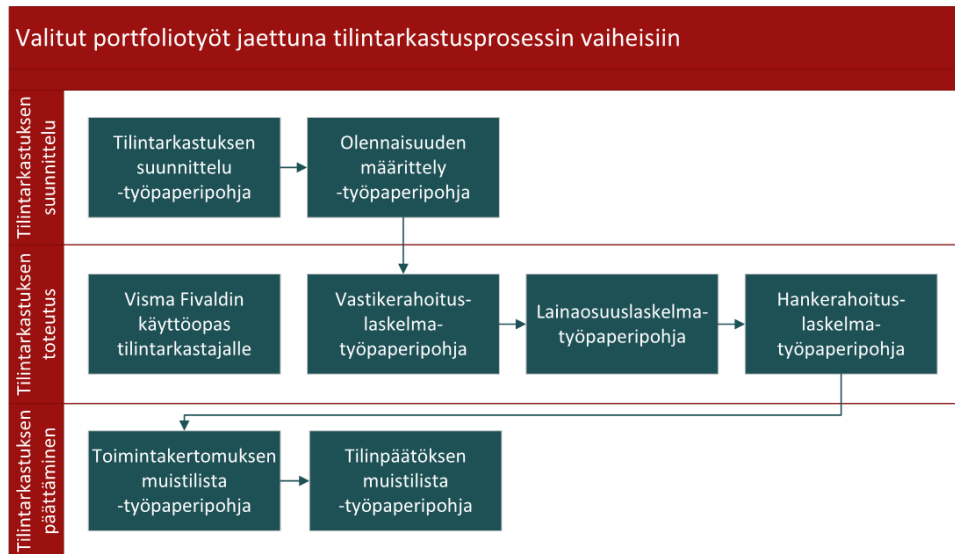 Valitut portfoliotyöt jaettuna tilintarkastusprosessin vaiheisiin
Tilintarkastuksen
suunnittelu
Tilintarkastuksen
suunnittelu
-työpaperipohja
Olennaisuuden
määrittely
-työpaperipohja
Tilintarkastuksen
toteutus
Visma Fivaldin
käyttöopas
tilintarkastajalle
Vastikerahoitus-
laskelma-
työpaperipohja
Lainaosuuslaskelma-
työpaperipohja
Hankerahoitus-
laskelma-
työpaperipohja
Tilintarkastuksen
päättäminen
Toimintakertomuksen
muistilista
-työpaperipohja
Tilinpäätöksen
muistilista
-työpaperipohja